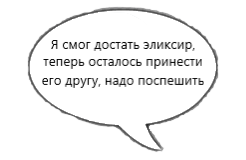 Я смог достать эликсир,
теперь осталось принести
его другу, надо поспешить